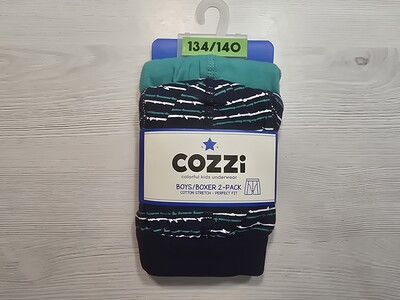 134/140
COZZi
colorful kids underwear
BOYS/BOXER 2-PACK
COTTON STRETCH - PERFECT FIT